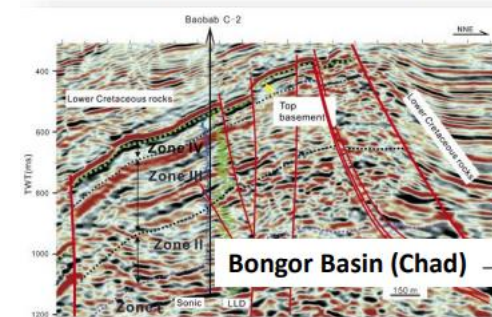 Baobab C-2
NNE
400
600
800
1000
1200
TWT(ms)
Lower Cretaceous rocks
Top
basement
Lower Cretaceous rocks
Zone IV
Zone III
Zone II
Zone I
Sonic
LLD
Bongor Basin (Chad)
150 m